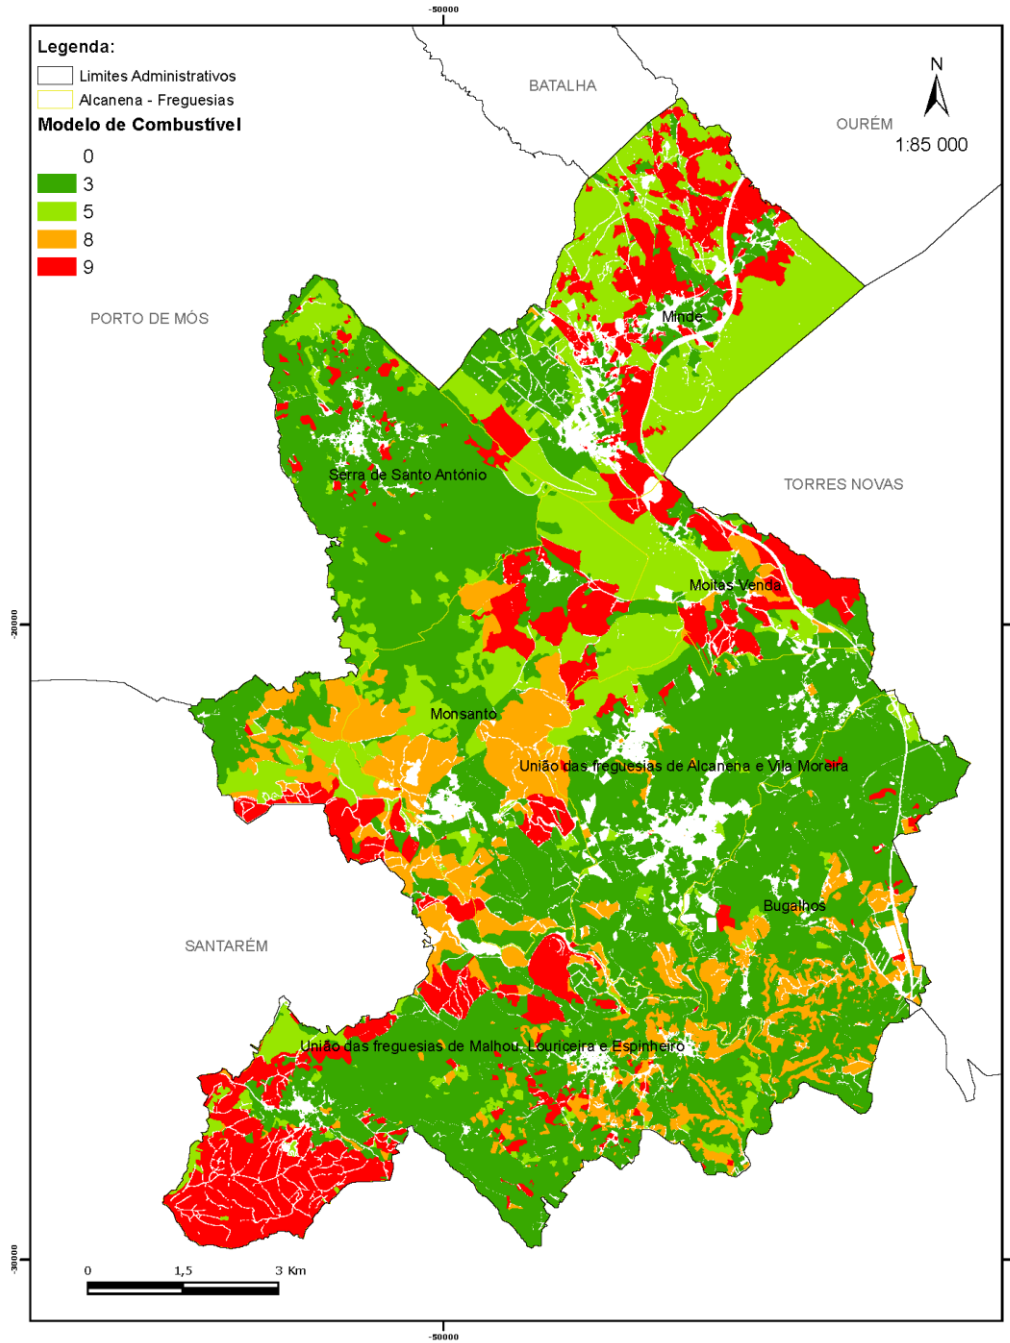 -50000
Legenda:
Limites Administrativos
Alcanena - Freguesias
Modelo de Combustível
0
3
5
8
9
BATALHA
N
OURÉM
1:85 000
PORTO DE MÓS
Minde
Serra de Santo António
TORRES NOVAS
Moitas Venda
-20000
Monsanto
União das freguesias de Alcanena e Vila Moreira
Bugalhos
SANTARÉM
União das freguesias de Malhou, Louriceira e Espinheiro
-30000
0 1,5 3 Km
-50000